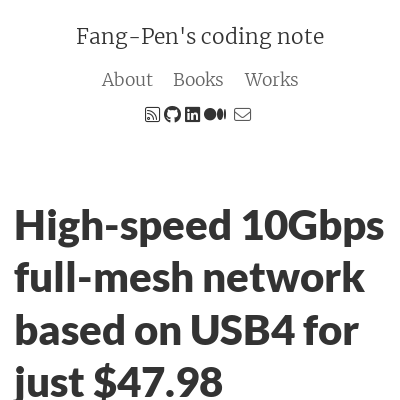 Fang-Pen's coding note
About Books Works
High-speed 10Gbps
full-mesh network
based on USB4 for
just $47.98